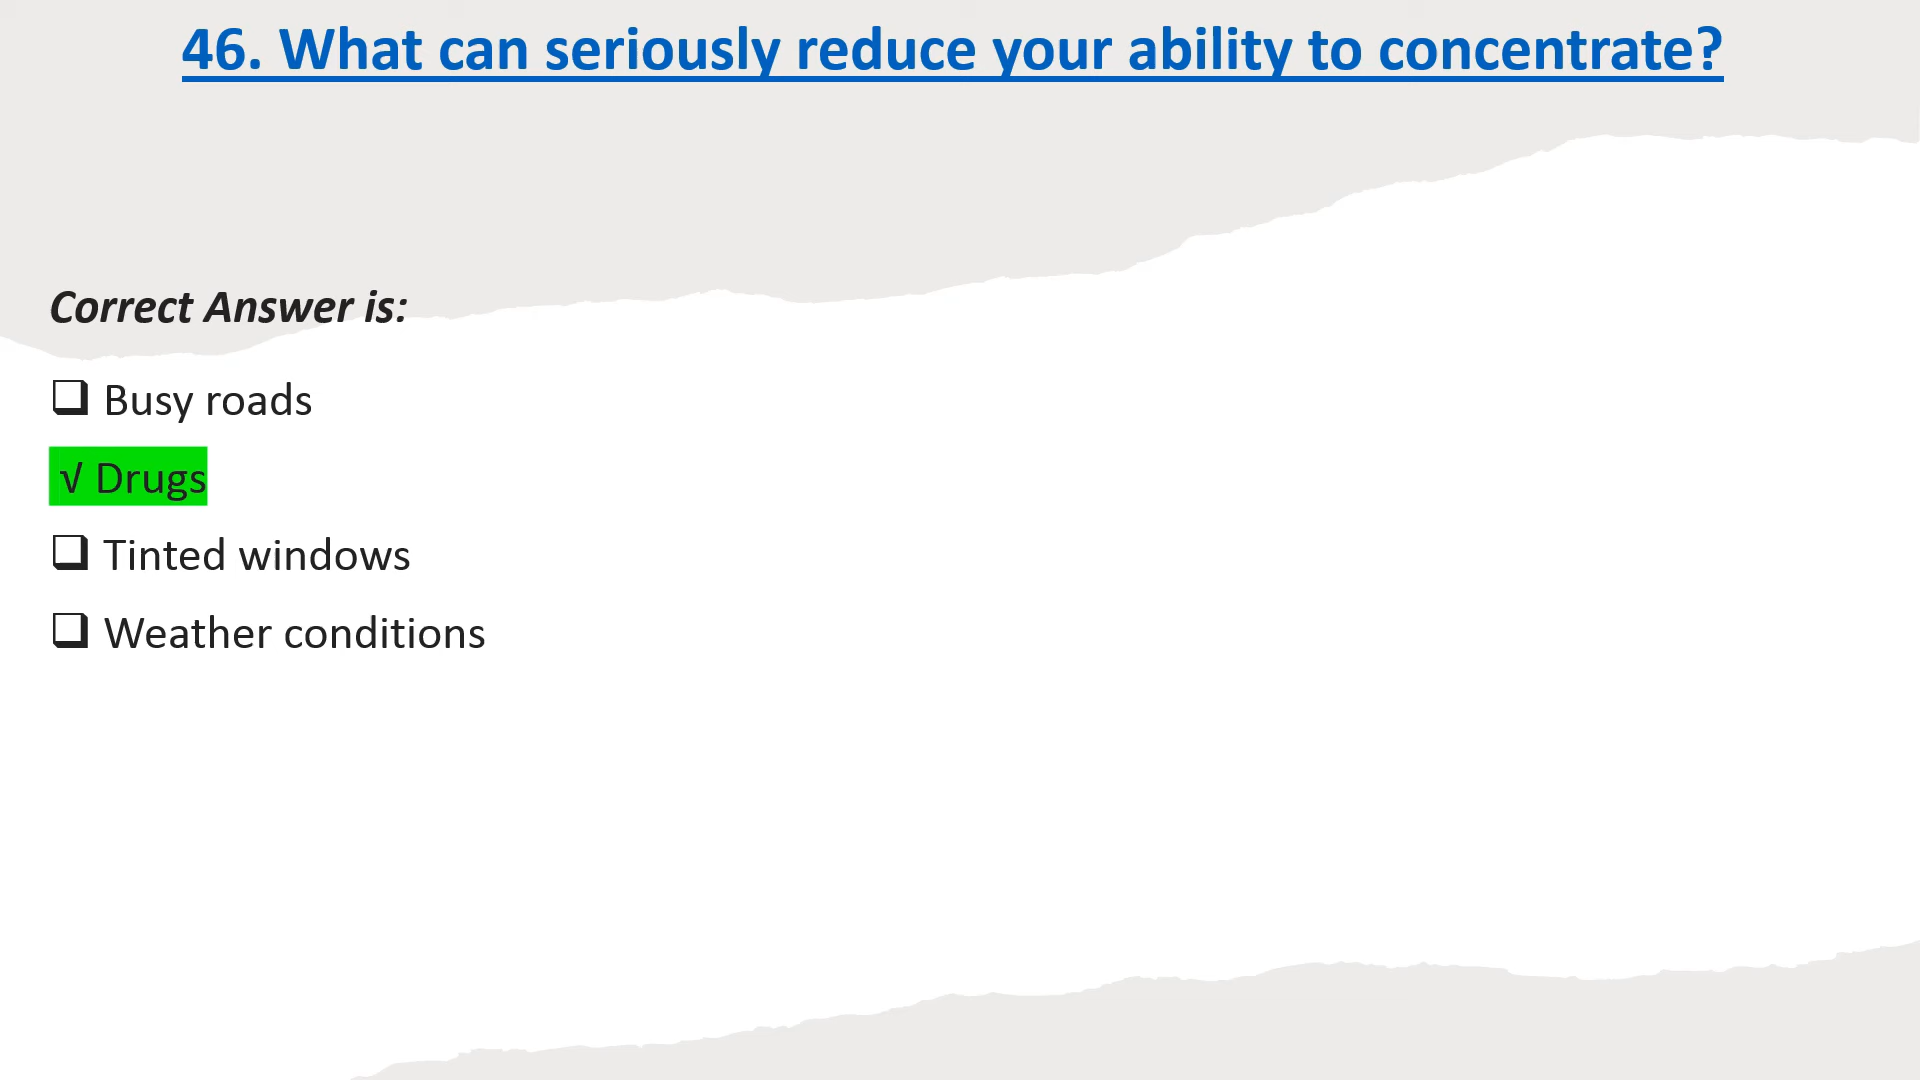 46. What can seriously reduce your ability to concentrate?
Correct Answer is:
❑ Busy roads
√ Drugs
❑ Tinted windows
❑ Weather conditions